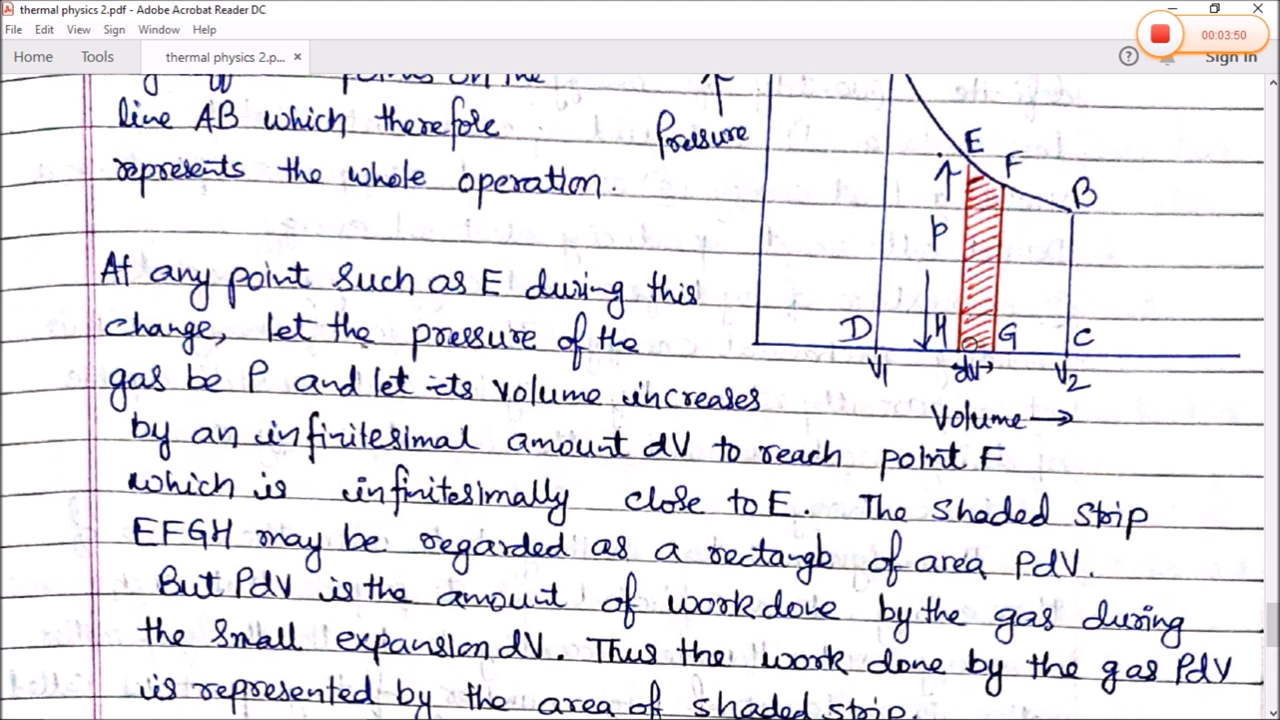 thermal physics 2.pdf - Adobe Acrobat Reader DC
File Edit View Sign Window Help
00:03:50
Home Tools thermal physics 2.p... × Sign In
on the
line AB which therefore
represents the whole operation.
Pressure
E
F
B
P
D H G C
V1 dV V2
Volume →
At any point such as E during this
change, let the pressure of the
gas be P and let its volume increases
by an infinitesimal amount dV to reach point F
which is infinitesimally close to E. The shaded strip
EFGH may be regarded as a rectangle of area PdV.
But PdV is the amount of work done by the gas during
the small expansion dV. Thus the work done by the gas PdV
is represented by the area of shaded strip.